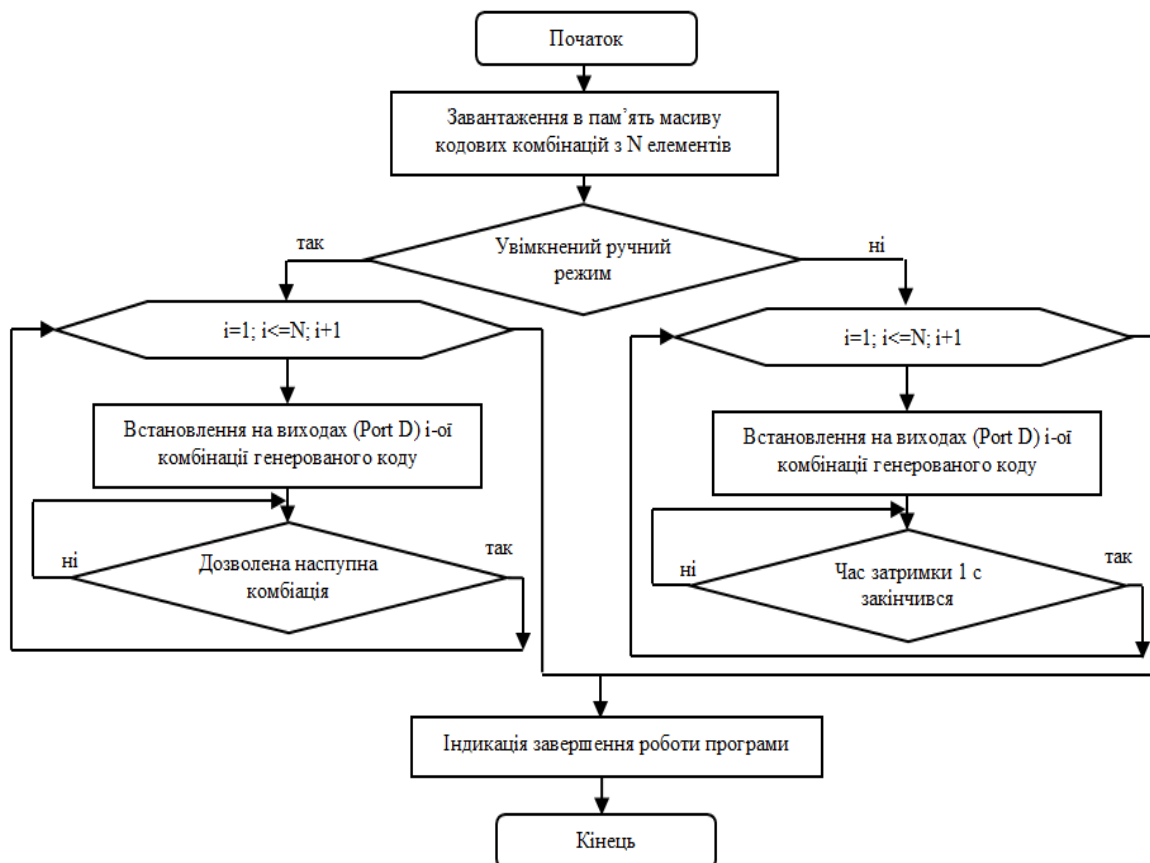 Початок
Завантаження в пам’ять масиву
кодових комбінацій з N елементів
Увімкнений ручний
режим
так
ні
i=1; i<=N; i+1
i=1; i<=N; i+1
Встановлення на виходах (Port D) i-ої
комбінації генерованого коду
Встановлення на виходах (Port D) i-ої
комбінації генерованого коду
Дозволена наступна
комбіація
ні
так
Час затримки 1 с
закінчився
ні
так
Індикація завершення роботи програми
Кінець